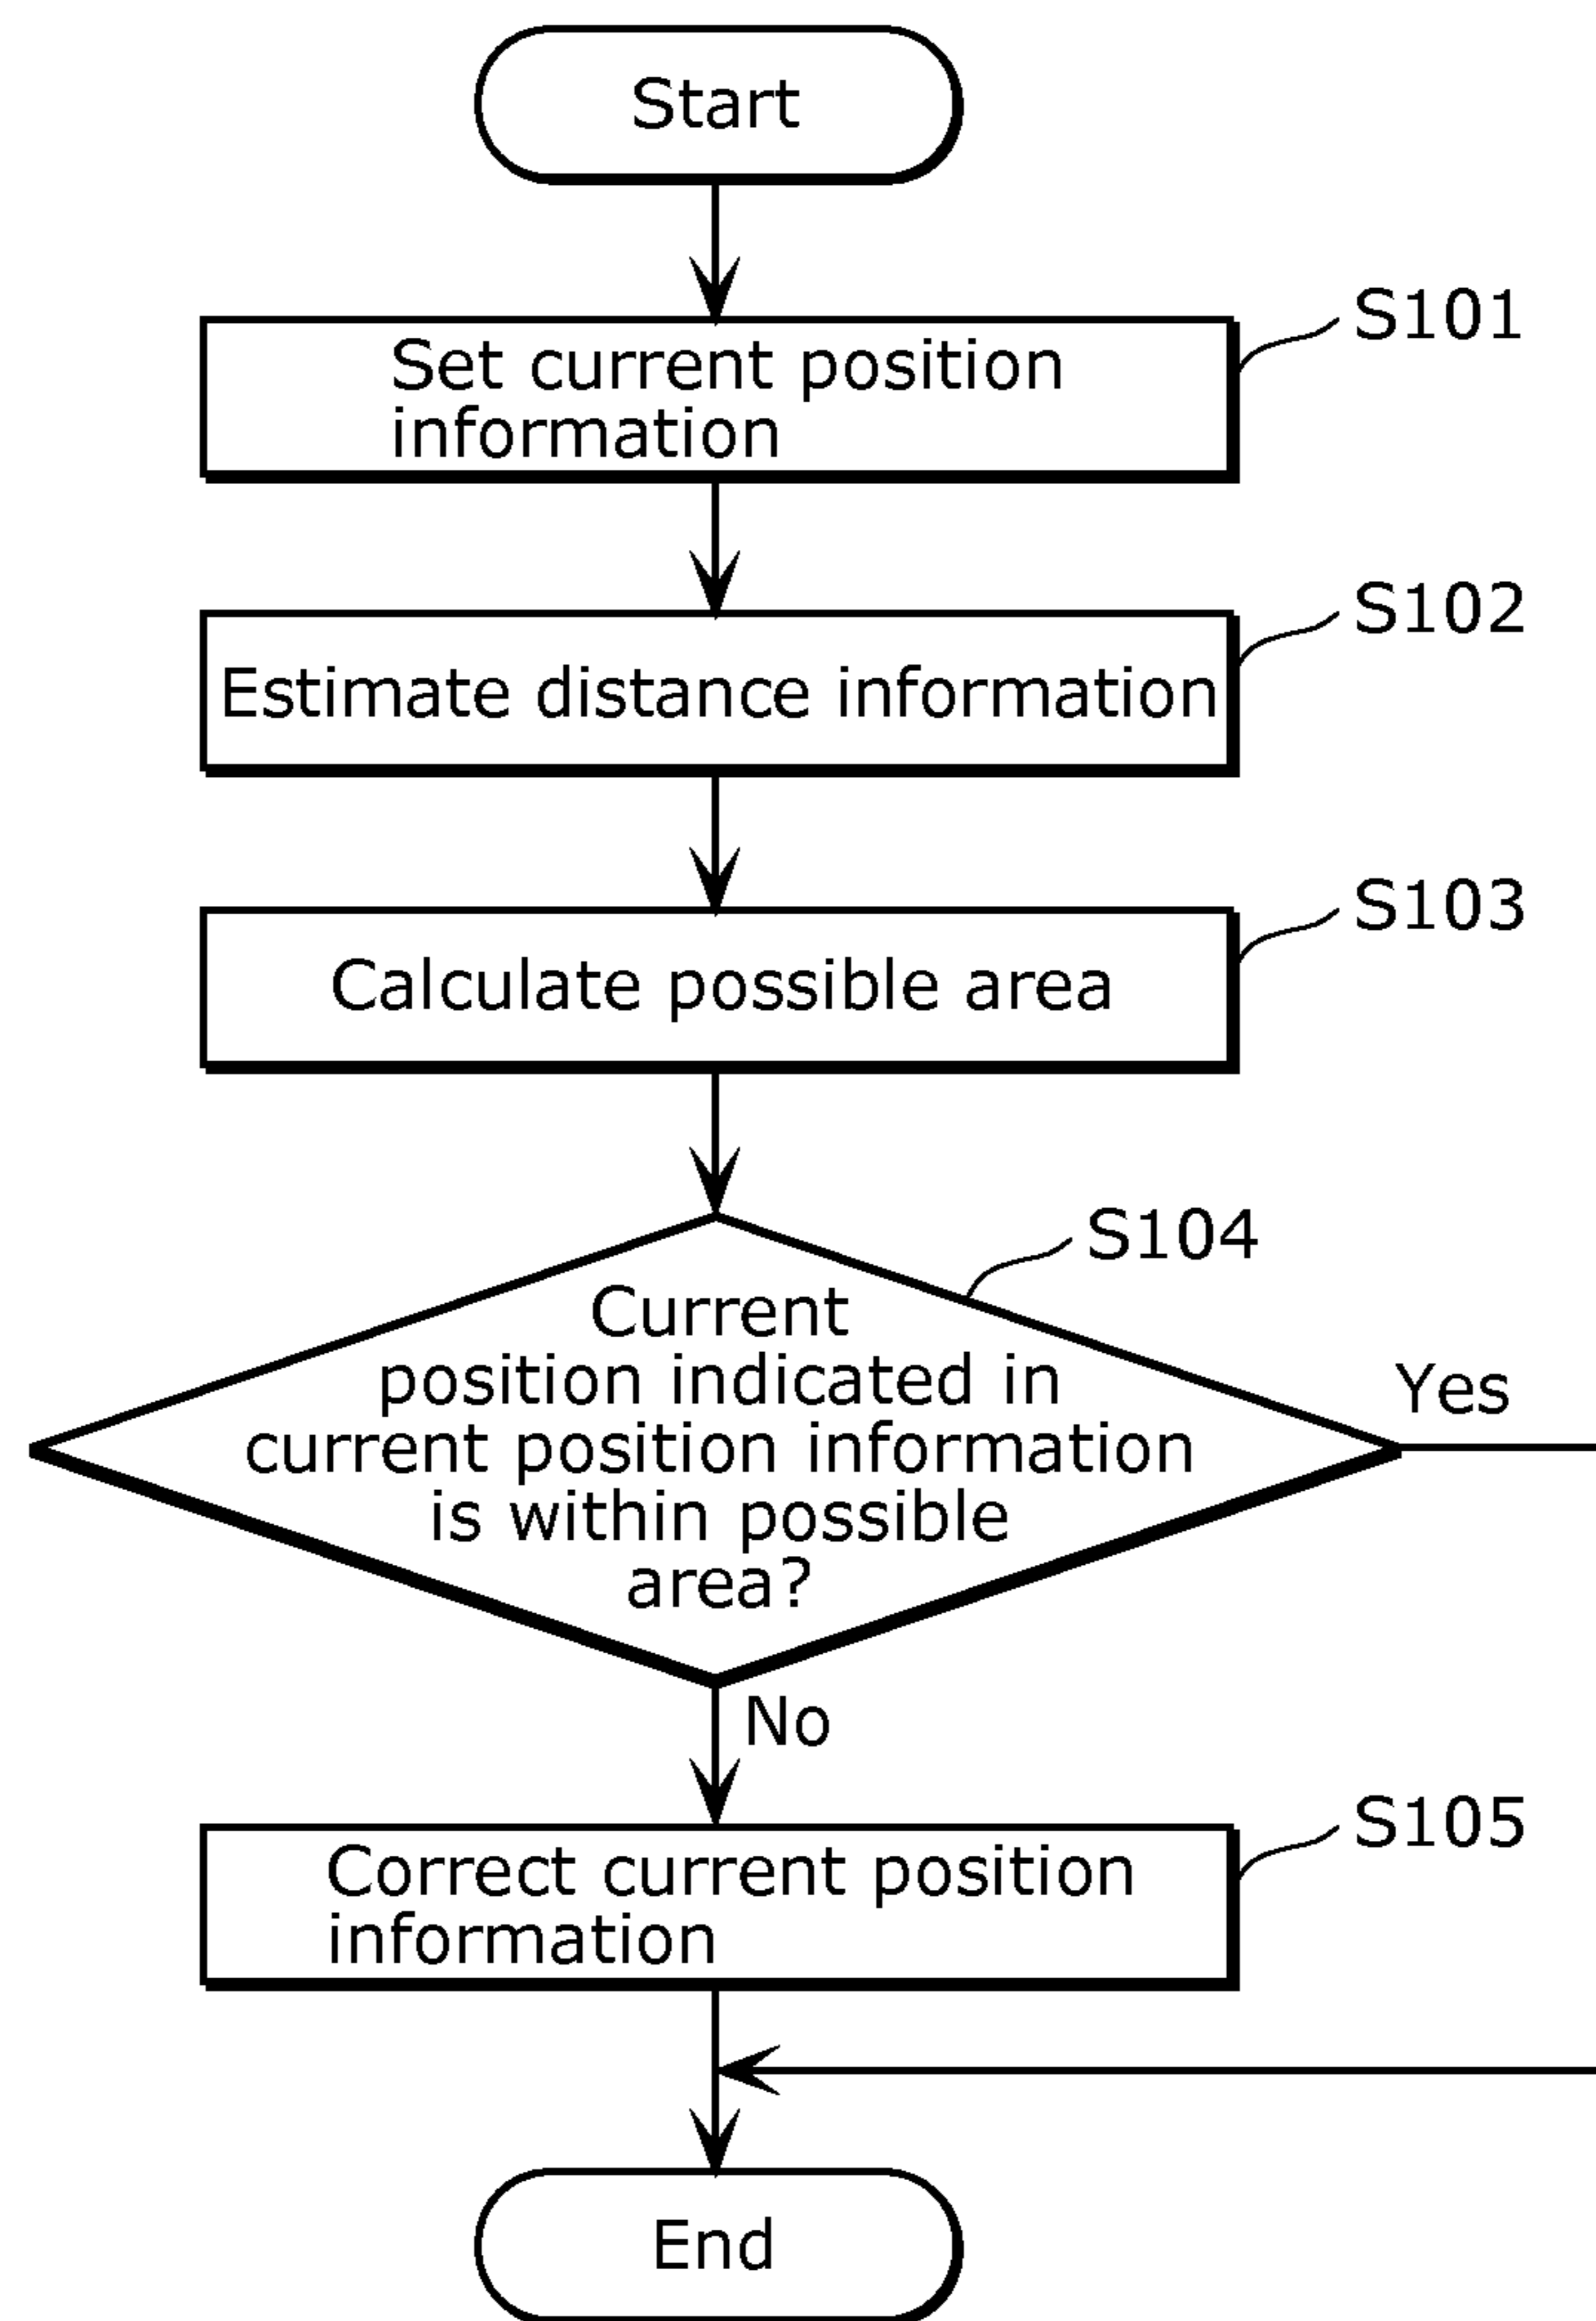 Start
S101
Set current position
information
S102
Estimate distance information
S103
Calculate possible area
S104
Current
position indicated in
current position information
is within possible
area?
Yes
No
S105
Correct current position
information
End